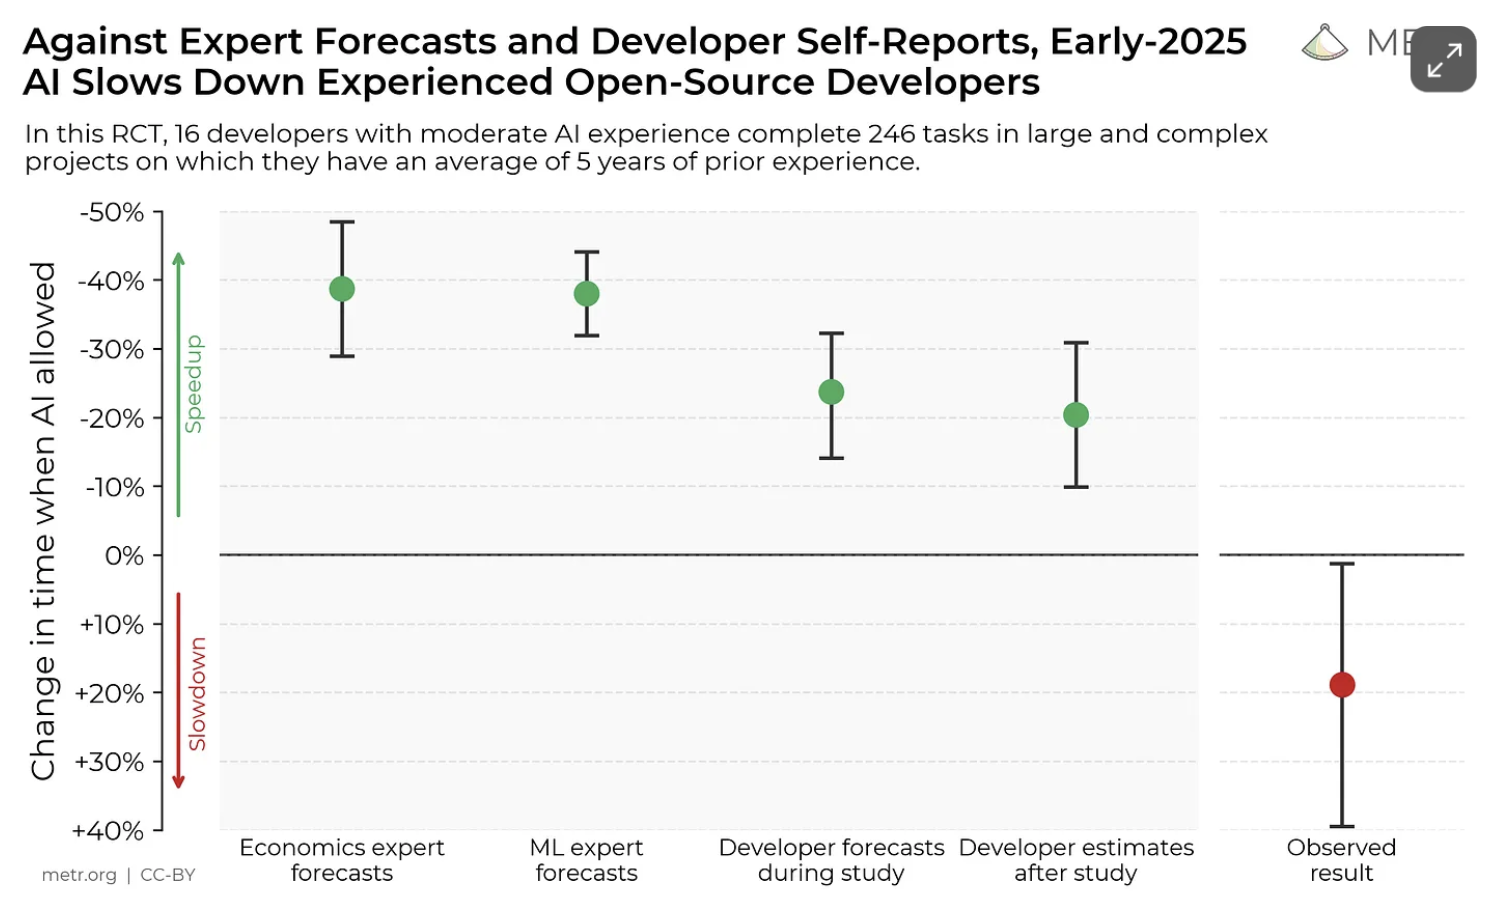 Against Expert Forecasts and Developer Self-Reports, Early-2025
AI Slows Down Experienced Open-Source Developers
In this RCT, 16 developers with moderate AI experience complete 246 tasks in large and complex
projects on which they have an average of 5 years of prior experience.
Change in time when AI allowed
-50%
-40%
-30%
-20%
-10%
0%
+10%
+20%
+30%
+40%
Speedup
Slowdown
Economics expert
forecasts
ML expert
forecasts
Developer forecasts
during study
Developer estimates
after study
Observed
result
metr.org | CC-BY